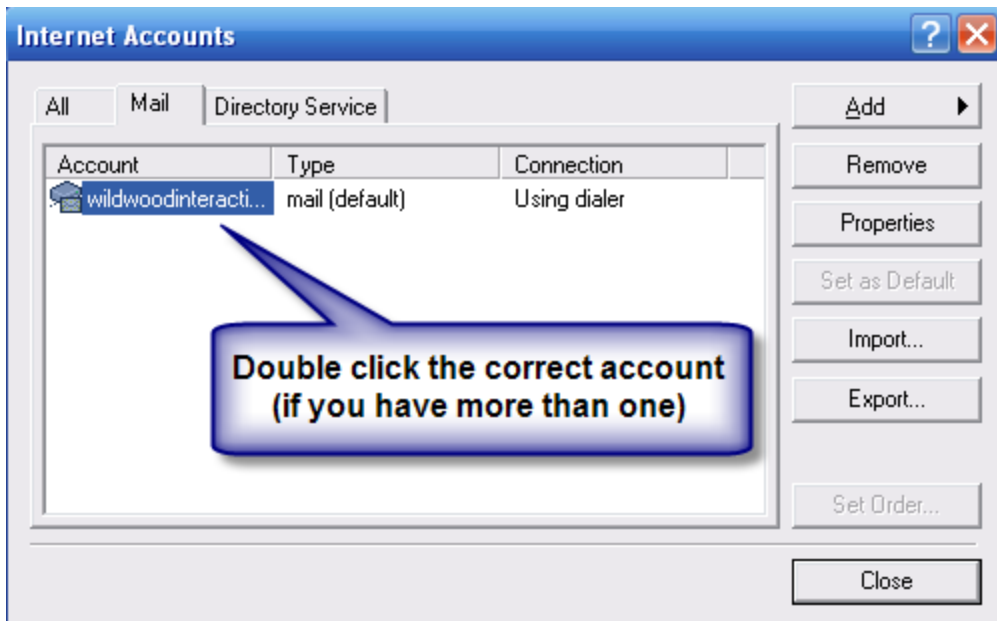 Internet Accounts
All Mail Directory Service
Add
Account Type Connection
Remove
wildwoodinteracti... mail (default) Using dialer
Properties
Set as Default
Import...
Double click the correct account
(if you have more than one)
Export...
Set Order...
Close